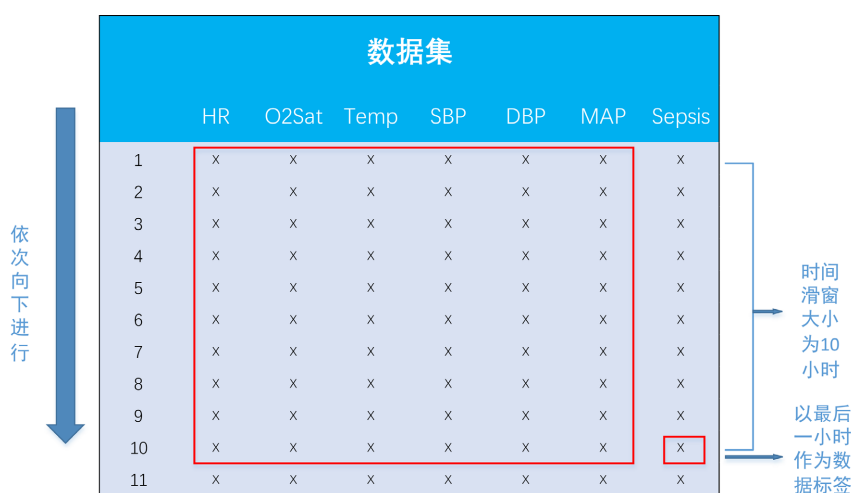 数据集
HR O2Sat Temp SBP DBP MAP Sepsis
1 x x x x x x x
2 x x x x x x x
3 x x x x x x x
4 x x x x x x x
5 x x x x x x x
6 x x x x x x x
7 x x x x x x x
8 x x x x x x x
9 x x x x x x x
10 x x x x x x x
11 x x x x x x x
依
次
向
下
进
行
时间
滑窗
大小
为10
小时
以最后
一小时
作为数
据标签